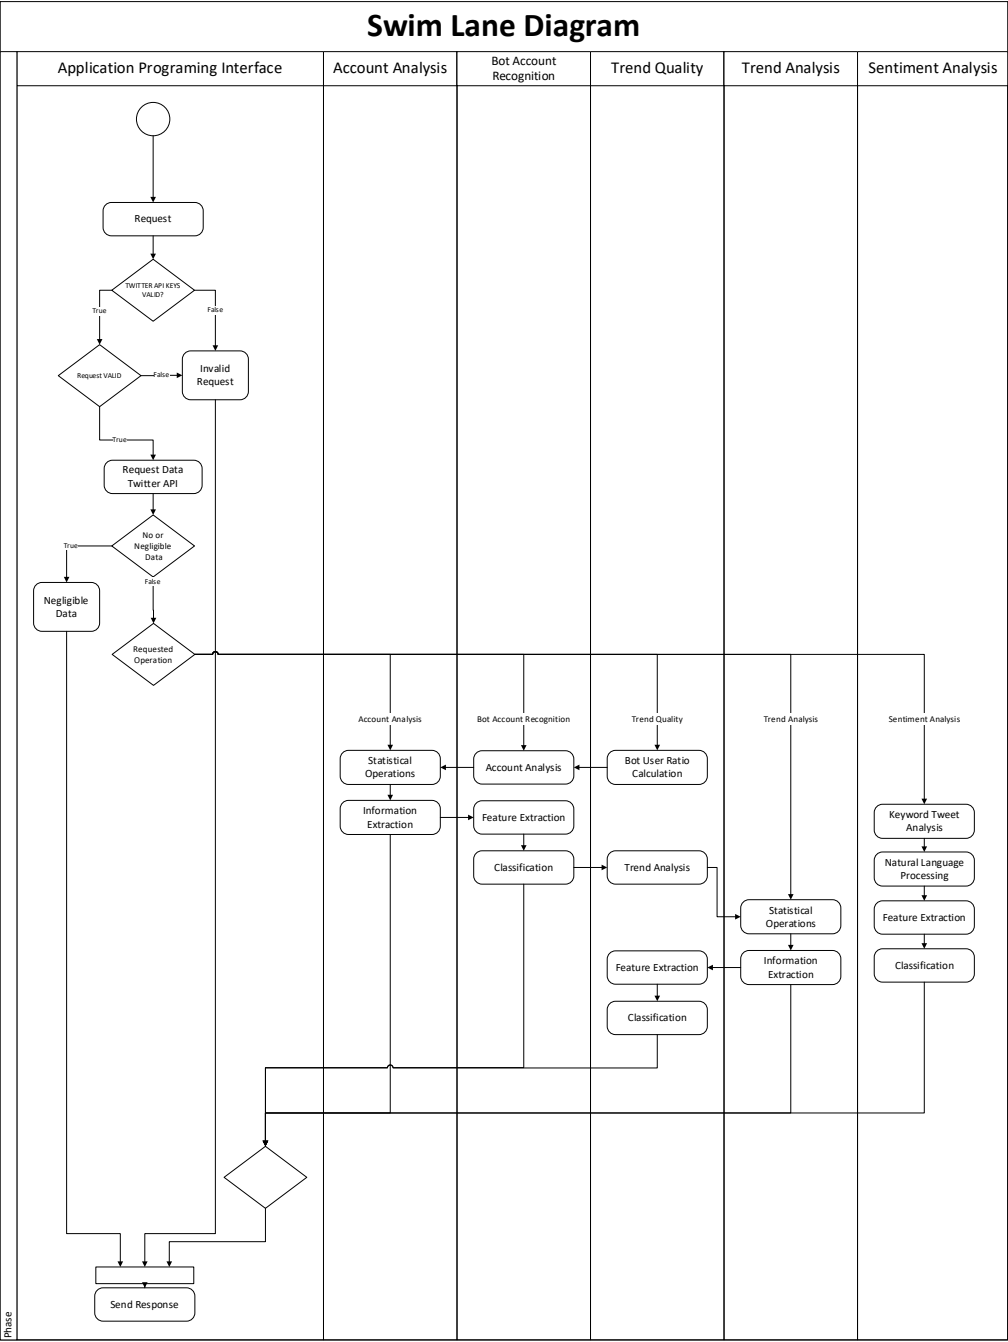 Swim Lane Diagram
Application Programing Interface
Account Analysis
Bot Account
Recognition
Trend Quality
Trend Analysis
Sentiment Analysis
Request
TWITTER API KEYS
VALID?
True
False
Request VALID
False
Invalid
Request
True
Request Data
Twitter API
No or
Negligible
Data
True
False
Negligible
Data
Requested
Operation
Account Analysis
Bot Account Recognition
Trend Quality
Trend Analysis
Sentiment Analysis
Statistical
Operations
Account Analysis
Bot User Ratio
Calculation
Information
Extraction
Feature Extraction
Keyword Tweet
Analysis
Classification
Trend Analysis
Natural Language
Processing
Statistical
Operations
Feature Extraction
Feature Extraction
Information
Extraction
Classification
Classification
Send Response
Phase